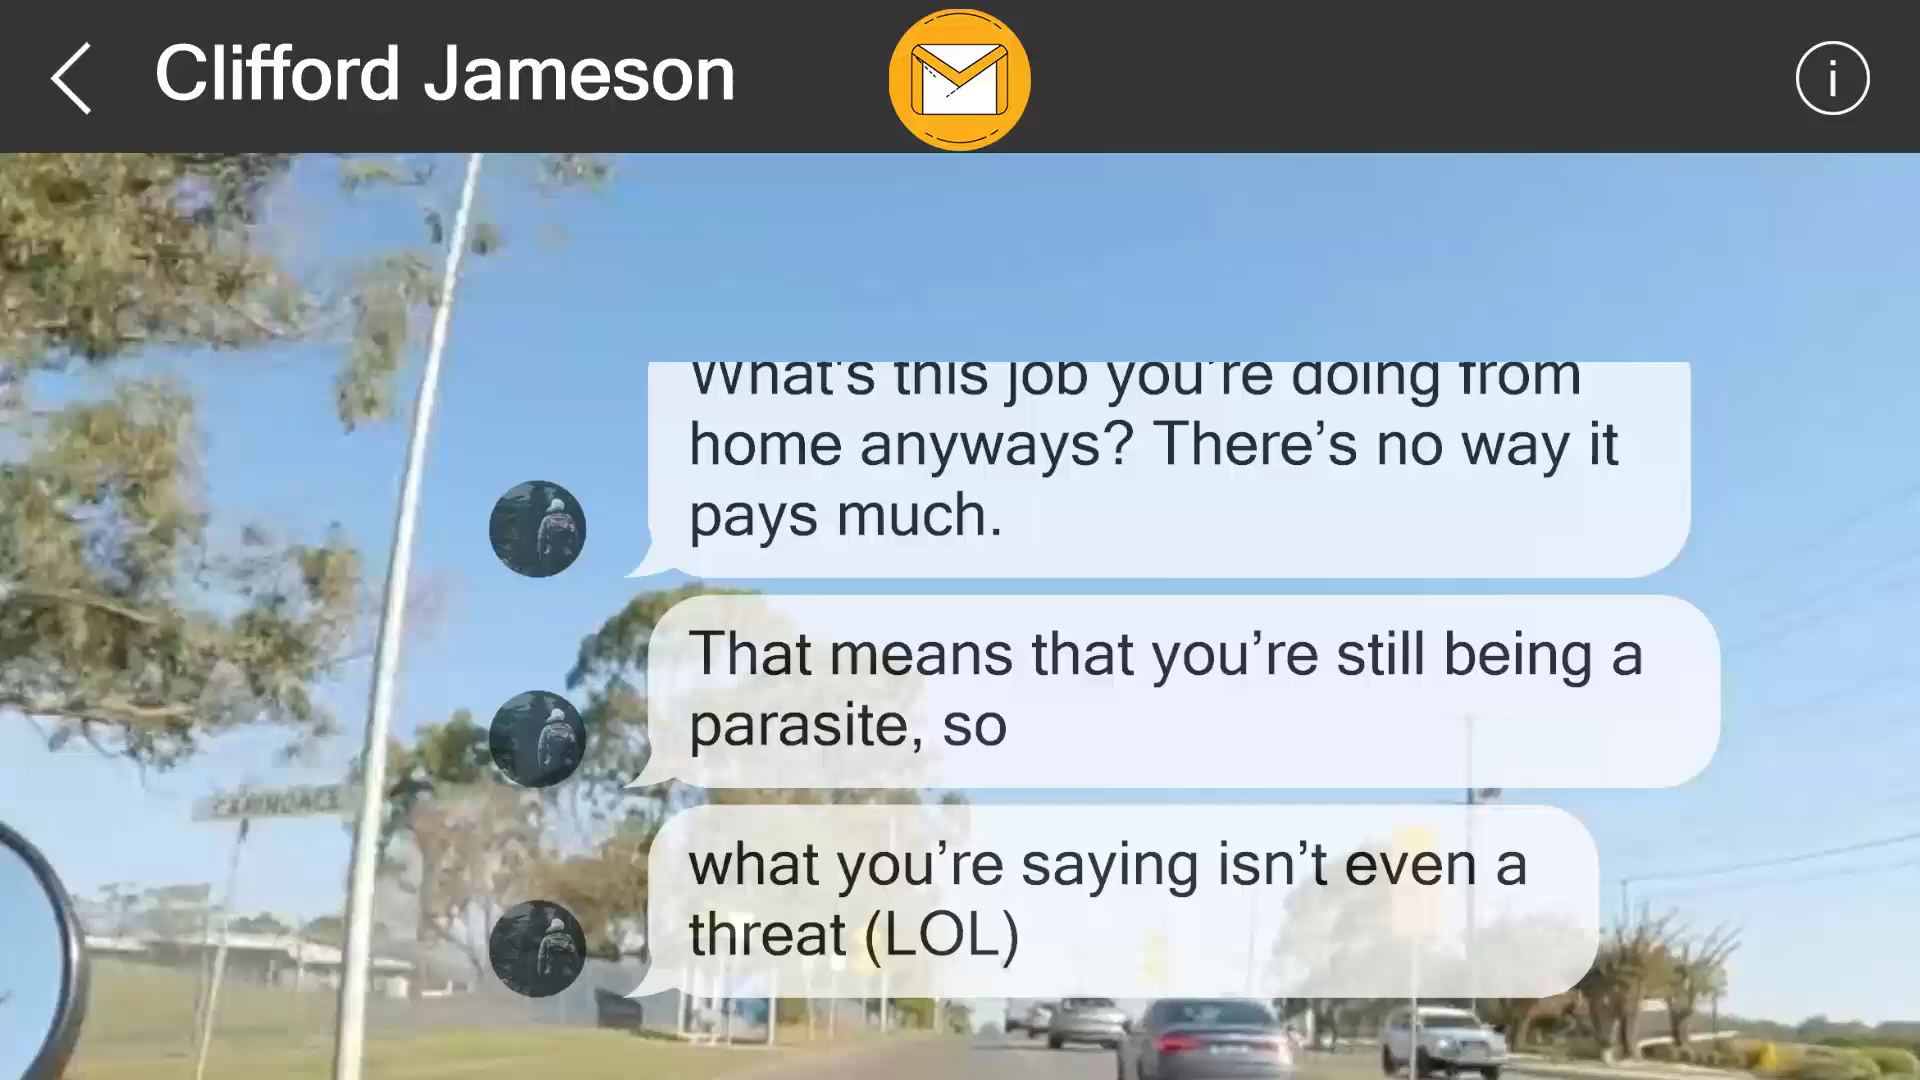 Clifford Jameson
What's this job you're doing from
home anyways? There’s no way it
pays much.
That means that you’re still being a
parasite, so
what you’re saying isn’t even a
threat (LOL)